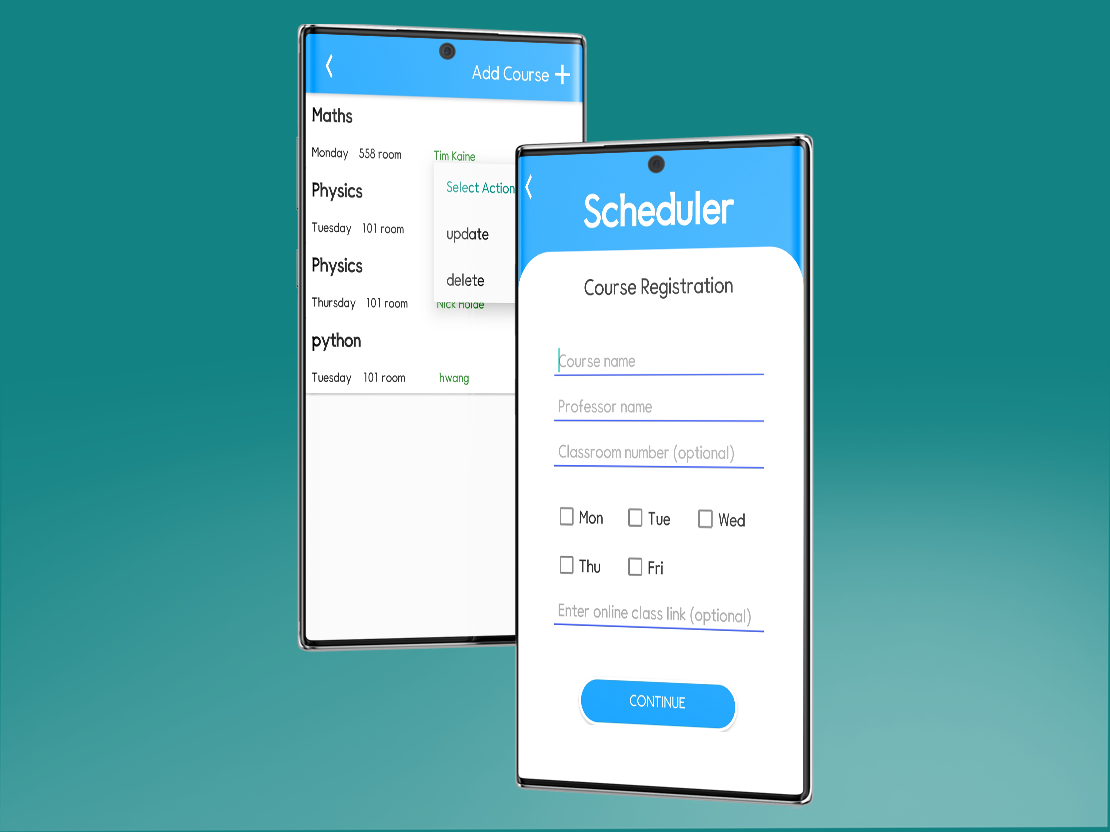 Add Course +
Maths
Monday 558 room Tim Kaine
Physics
Tuesday 101 room
Physics
Thursday 101 room Nick Holde
python
Tuesday 101 room hwang
Select Action
update
delete
Scheduler
Course Registration
Course name
Professor name
Classroom number (optional)
Mon Tue Wed
Thu Fri
Enter online class link (optional)
CONTINUE